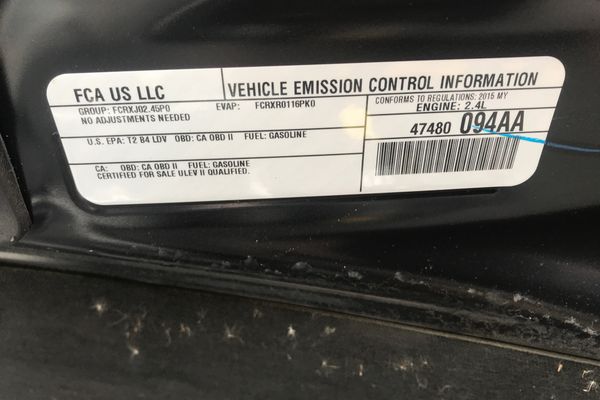 FCA US LLC
VEHICLE EMISSION CONTROL INFORMATION
GROUP: FCRXJ02.45P0 EVAP: FCRXR0116PK0
NO ADJUSTMENTS NEEDED
CONFORMS TO REGULATIONS: 2015 MY
ENGINE: 2.4L
U.S. EPA: T2 B4 LDV OBD: CA OBD II FUEL: GASOLINE
47480 094AA
CA: OBD: CA OBD II FUEL: GASOLINE
CERTIFIED FOR SALE ULEV II QUALIFIED.